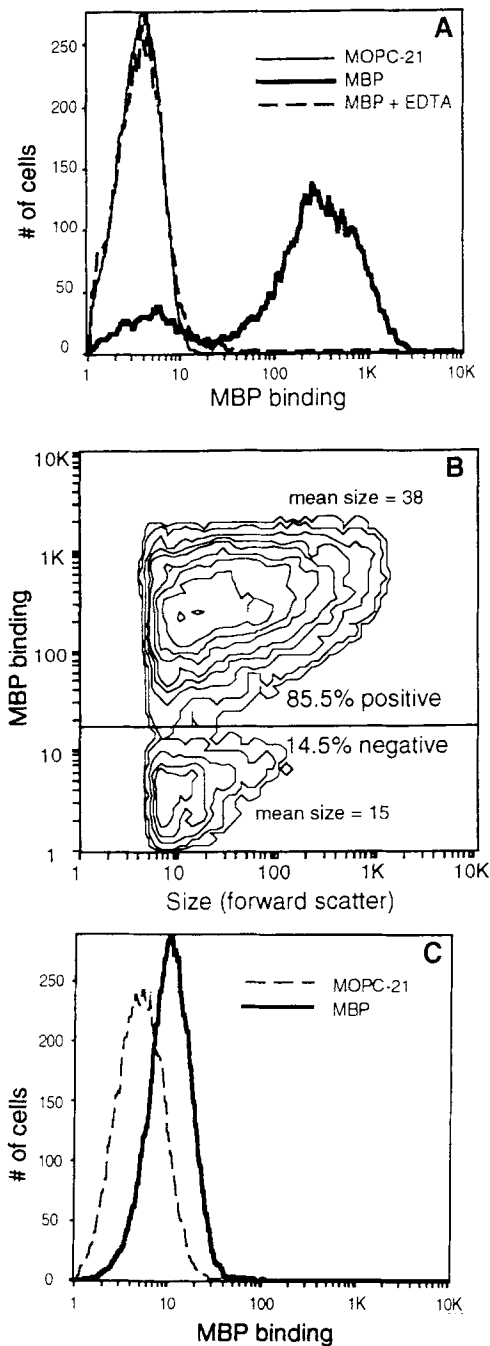 A
MOPC-21
MBP
MBP + EDTA
250
200
150
100
50
0
# of cells
1 10 100 1K 10K
MBP binding
B
10K
mean size = 38
1K
100
MBP binding
85.5% positive
14.5% negative
10
mean size = 15
1
1 10 100 1K 10K
Size (forward scatter)
C
MOPC-21
MBP
250
200
150
100
50
0
# of cells
1 10 100 1K 10K
MBP binding